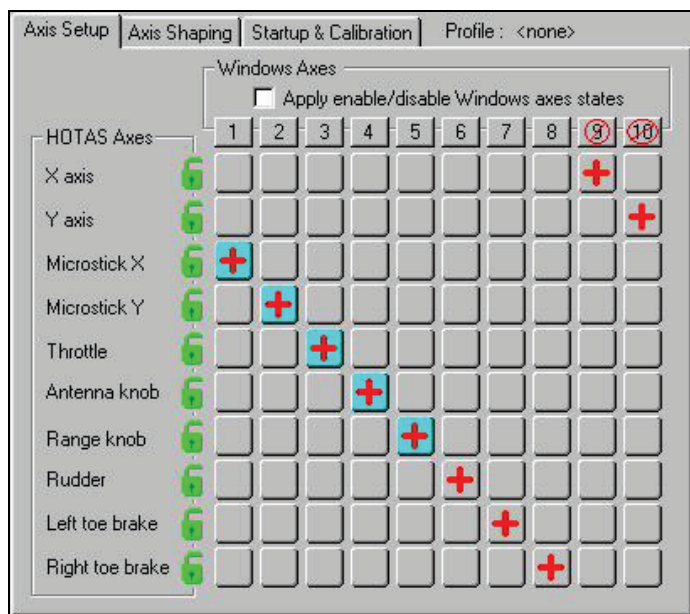 Axis Setup Axis Shaping Startup & Calibration Profile : <none>
Windows Axes
Apply enable/disable Windows axes states
HOTAS Axes 1 2 3 4 5 6 7 8 9 10
X axis
Y axis
Microstick X
Microstick Y
Throttle
Antenna knob
Range knob
Rudder
Left toe brake
Right toe brake